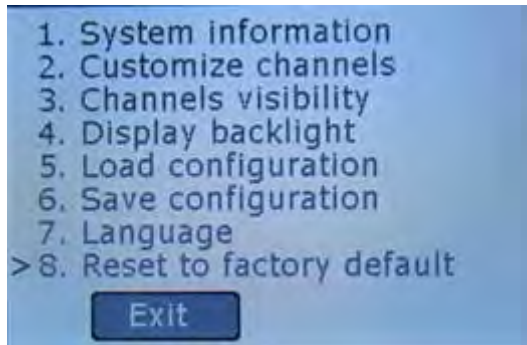 1. System information
2. Customize channels
3. Channels visibility
4. Display backlight
5. Load configuration
6. Save configuration
7. Language
>8. Reset to factory default
Exit